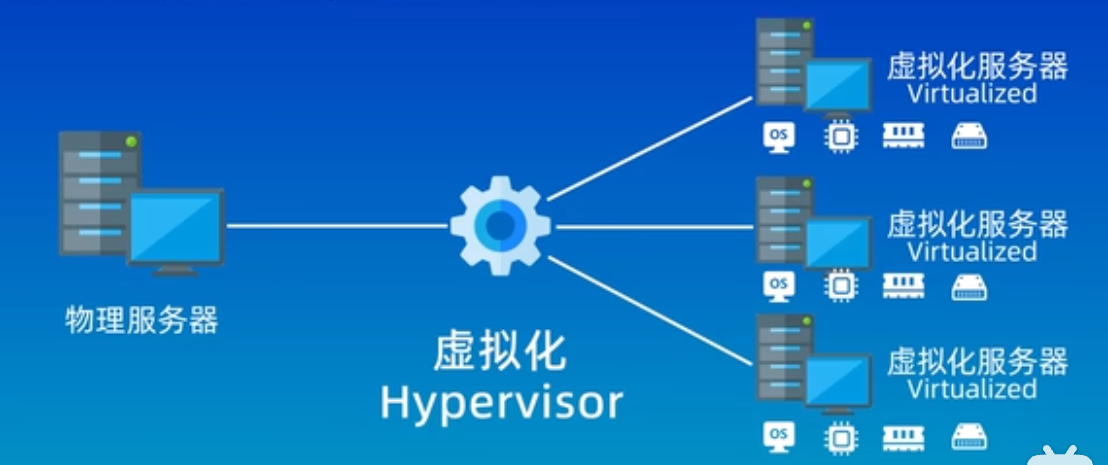 物理服务器
虚拟化
Hypervisor
虚拟化服务器
Virtualized
OS
虚拟化服务器
Virtualized
OS
虚拟化服务器
Virtualized
OS